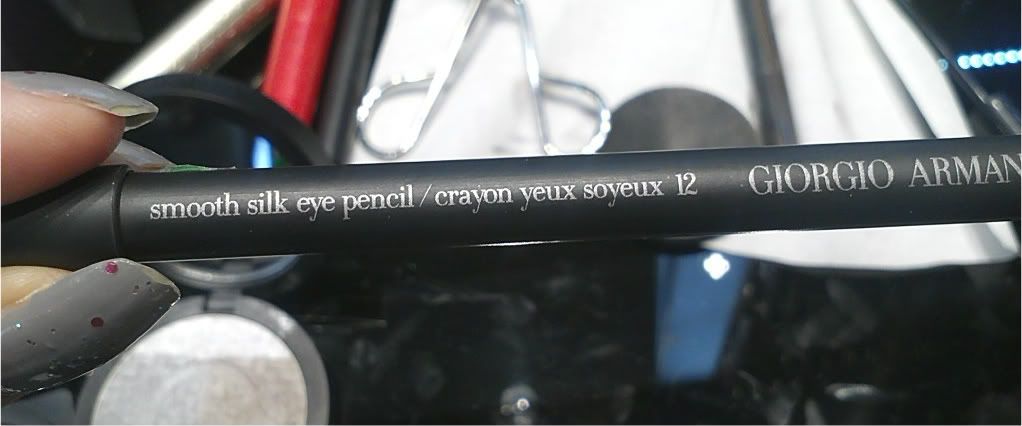 smooth silk eye pencil / crayon yeux soyeux 12 GIORGIO ARMAN